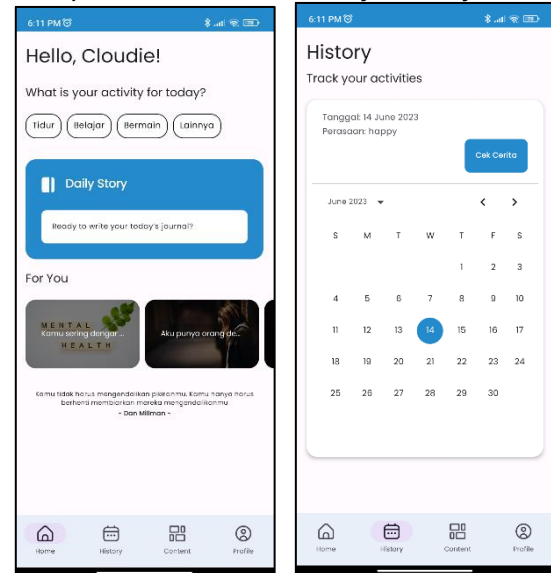 6:11 PM
Hello, Cloudie!
What is your activity for today?
Tidur Belajar Bermain Lainnya
Daily Story
Ready to write your today's journal?
For You
MENTAL
HEALTH
Kamu sering dengar...
Aku punya orang de...
Kamu tidak harus mengendalikan pikiranmu. Kamu hanya harus
berhenti membiarkan mereka mengendalikanmu
- Dan Millman -
Home History Content Profile
6:11 PM
History
Track your activities
Tanggal: 14 June 2023
Perasaan: happy
Cek Cerita
June 2023
S M T W T F S
1 2 3
4 5 6 7 8 9 10
11 12 13 14 15 16 17
18 19 20 21 22 23 24
25 26 27 28 29 30
Home History Content Profile